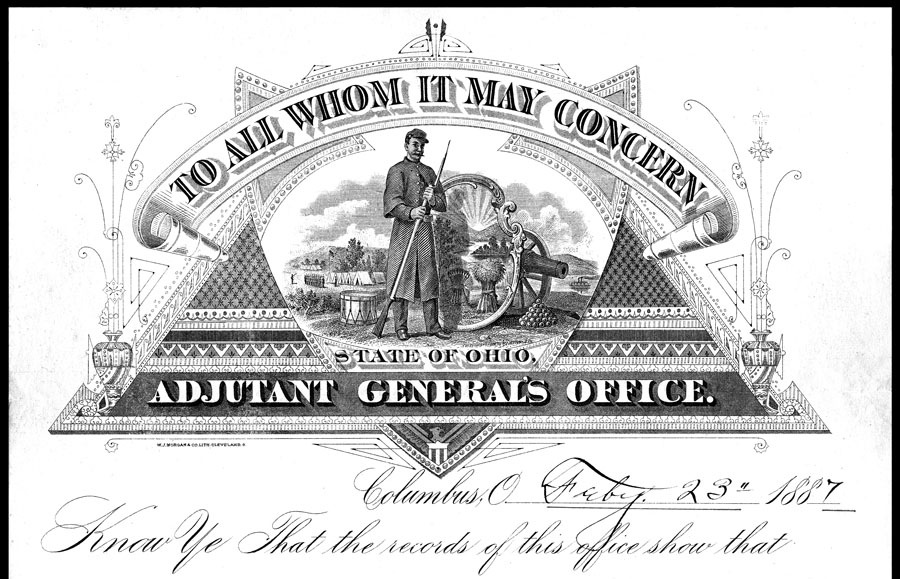 TO ALL WHOM IT MAY CONCERN
STATE OF OHIO,
ADJUTANT GENERAL'S OFFICE.
W.J. MORGAN & CO. LITH. CLEVELAND. O.
Columbus, O. Feby. 23" 1887
Know Ye That the records of this office show that